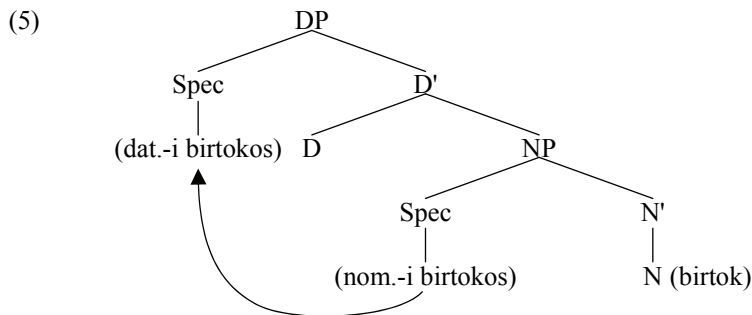 (5) DP
Spec D'
(dat.-i birtokos) D NP
Spec N'
(nom.-i birtokos) N (birtok)